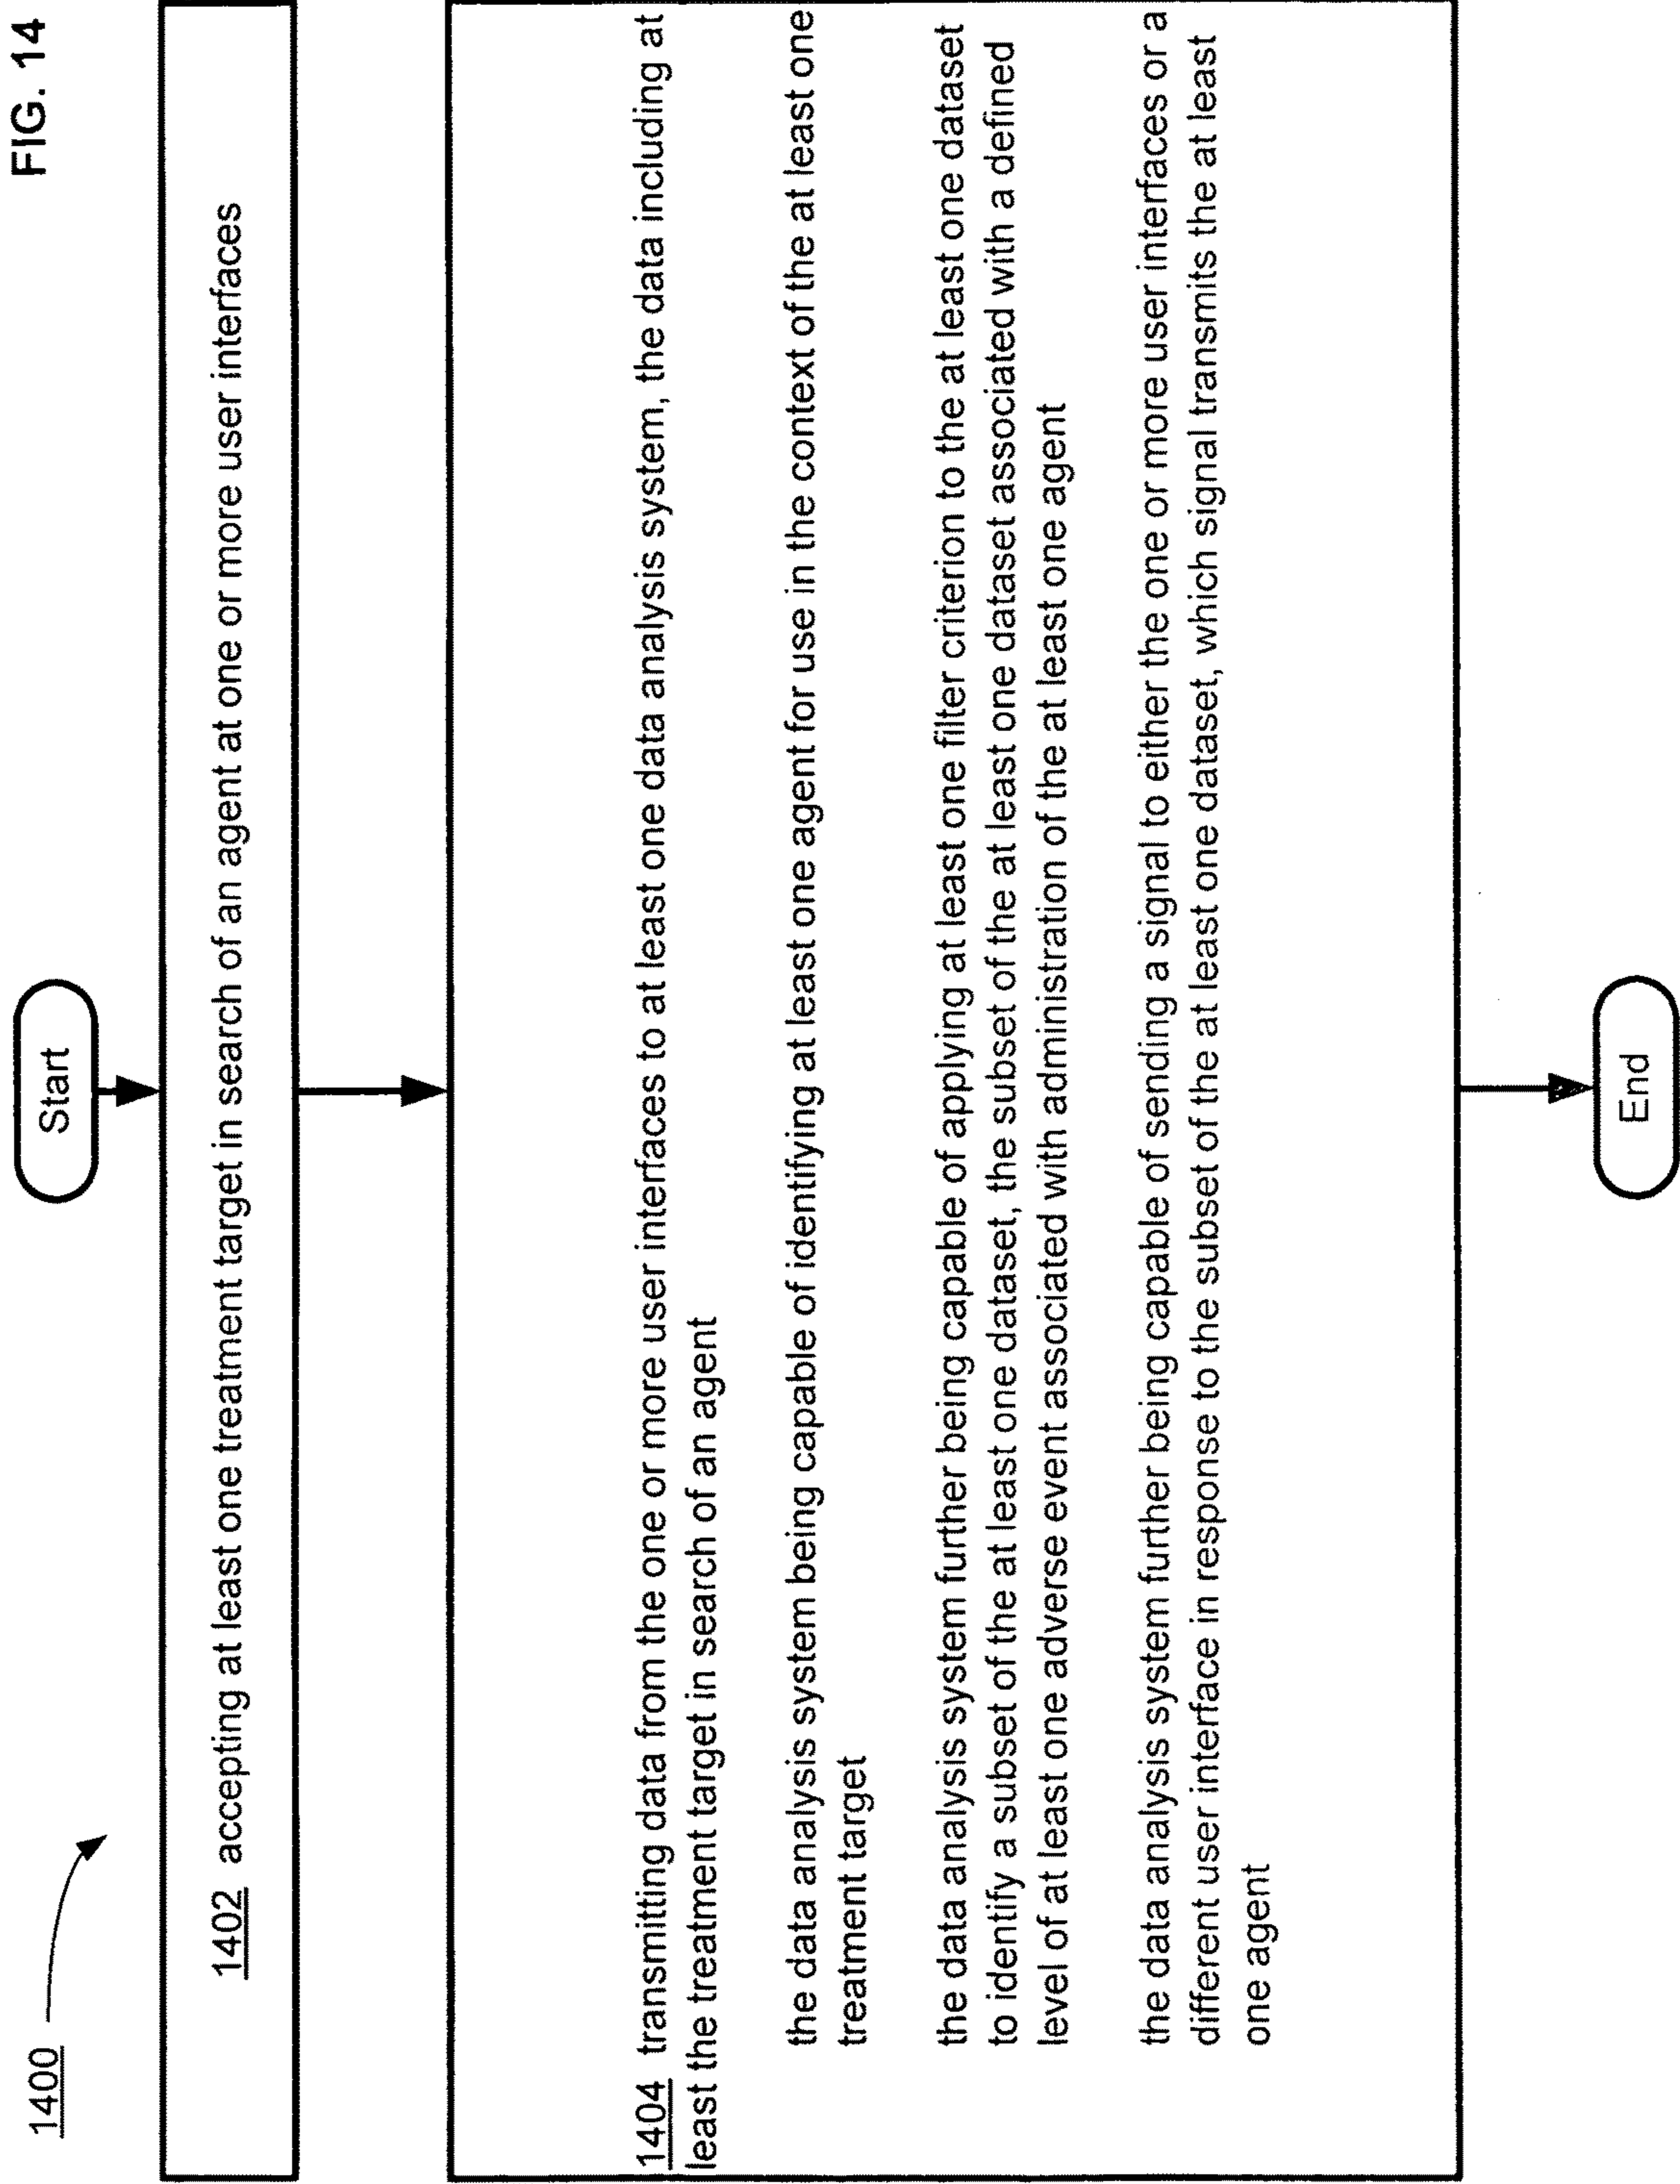 FIG. 14
1400
Start
1402 accepting at least one treatment target in search of an agent at one or more user interfaces
1404 transmitting data from the one or more user interfaces to at least one data analysis system, the data including at
least the treatment target in search of an agent
the data analysis system being capable of identifying at least one agent for use in the context of the at least one
treatment target
the data analysis system further being capable of applying at least one filter criterion to the at least one dataset
to identify a subset of the at least one dataset, the subset of the at least one dataset associated with a defined
level of at least one adverse event associated with administration of the at least one agent
the data analysis system further being capable of sending a signal to either the one or more user interfaces or a
different user interface in response to the subset of the at least one dataset, which signal transmits the at least
one agent
End